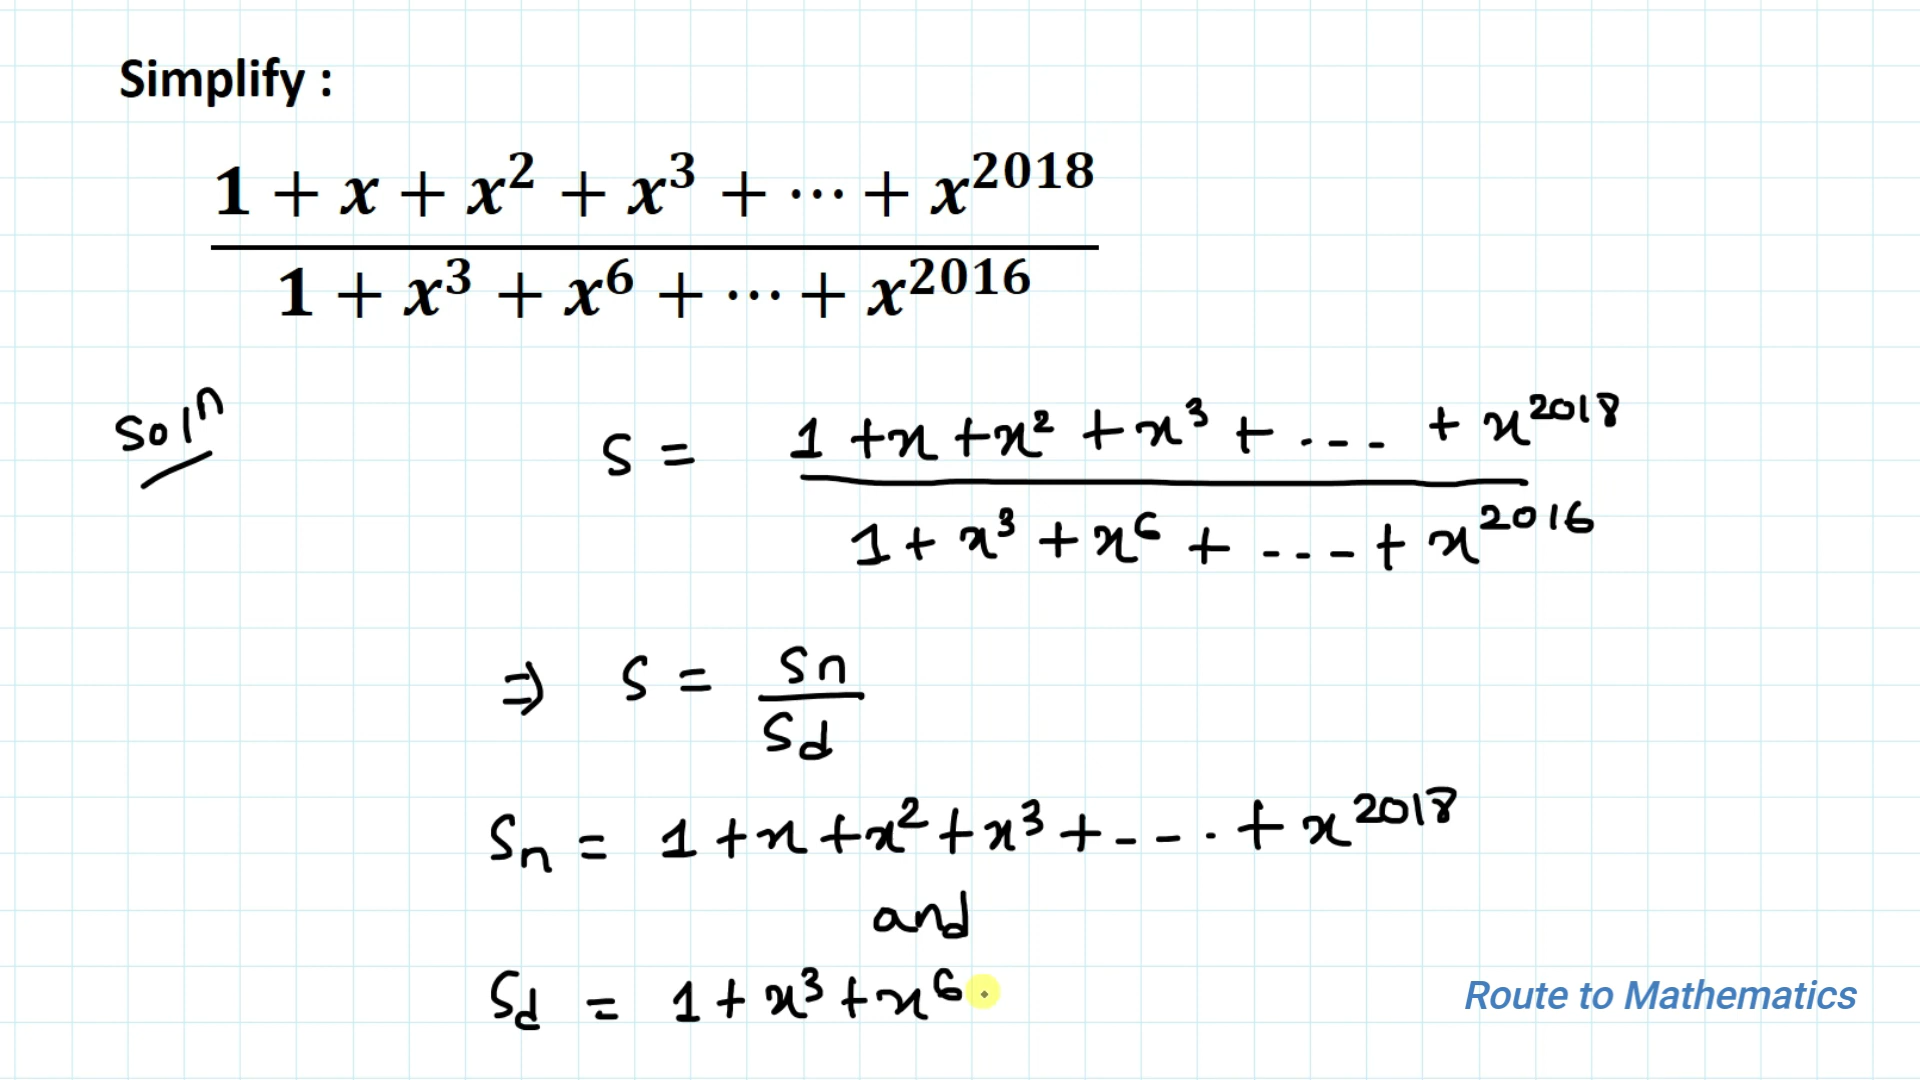 Simplify :
1 + x + x² + x³ + ⋯ + x²⁰¹⁸
1 + x³ + x⁶ + ⋯ + x²⁰¹⁶
Solⁿ
S = 1 + x + x² + x³ + ---- + x²⁰¹⁸
1 + x³ + x⁶ + ---- + x²⁰¹⁶
⇒ S = Sn
Sd
Sn = 1 + x + x² + x³ + ---- + x²⁰¹⁸
and
Sd = 1 + x³ + x⁶
Route to Mathematics